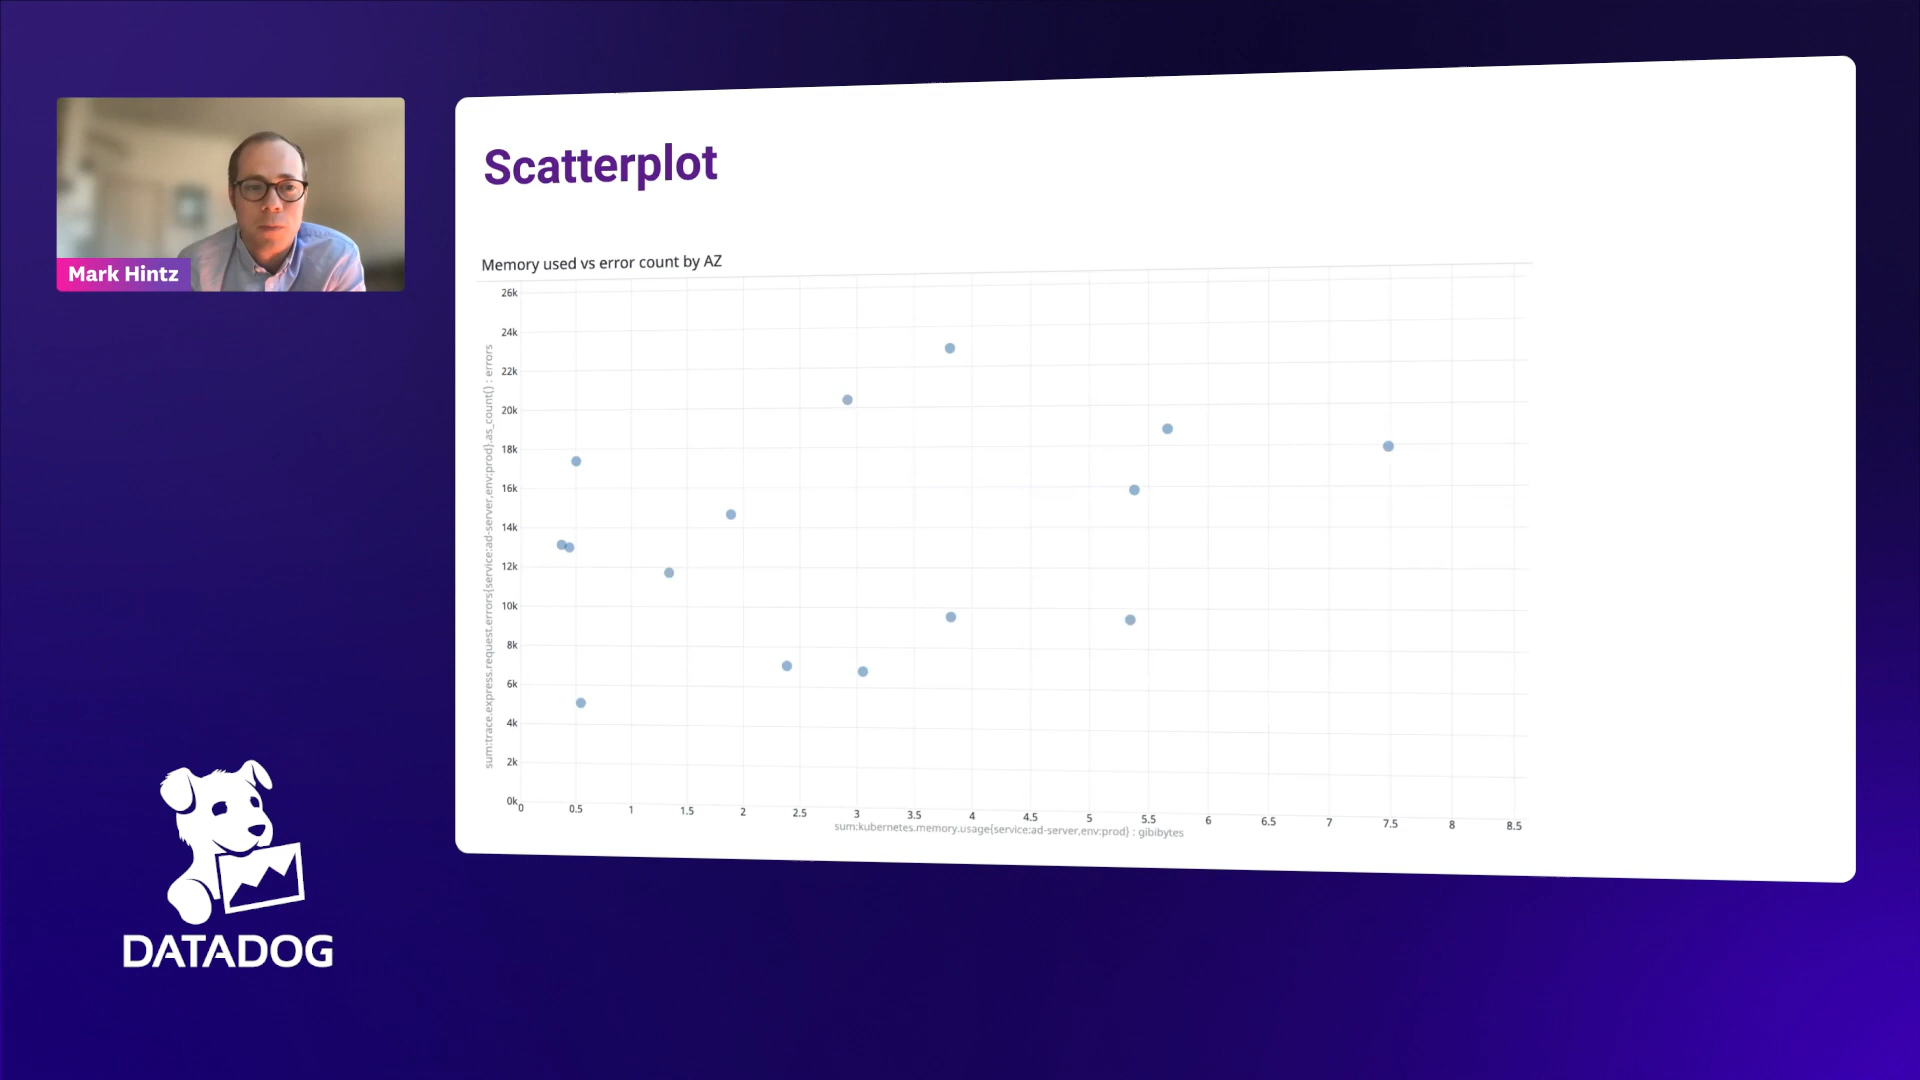 Mark Hintz
Scatterplot
Memory used vs error count by AZ
26k
24k
22k
20k
18k
16k
14k
12k
10k
8k
6k
4k
2k
0k
sum:trace.express.request.errors{service:ad-server,env:prod}.as_count() : errors
0 0.5 1 1.5 2 2.5 3 3.5 4 4.5 5 5.5 6 6.5 7 7.5 8 8.5
sum:kubernetes.memory.usage{service:ad-server,env:prod} : gibibytes
DATADOG